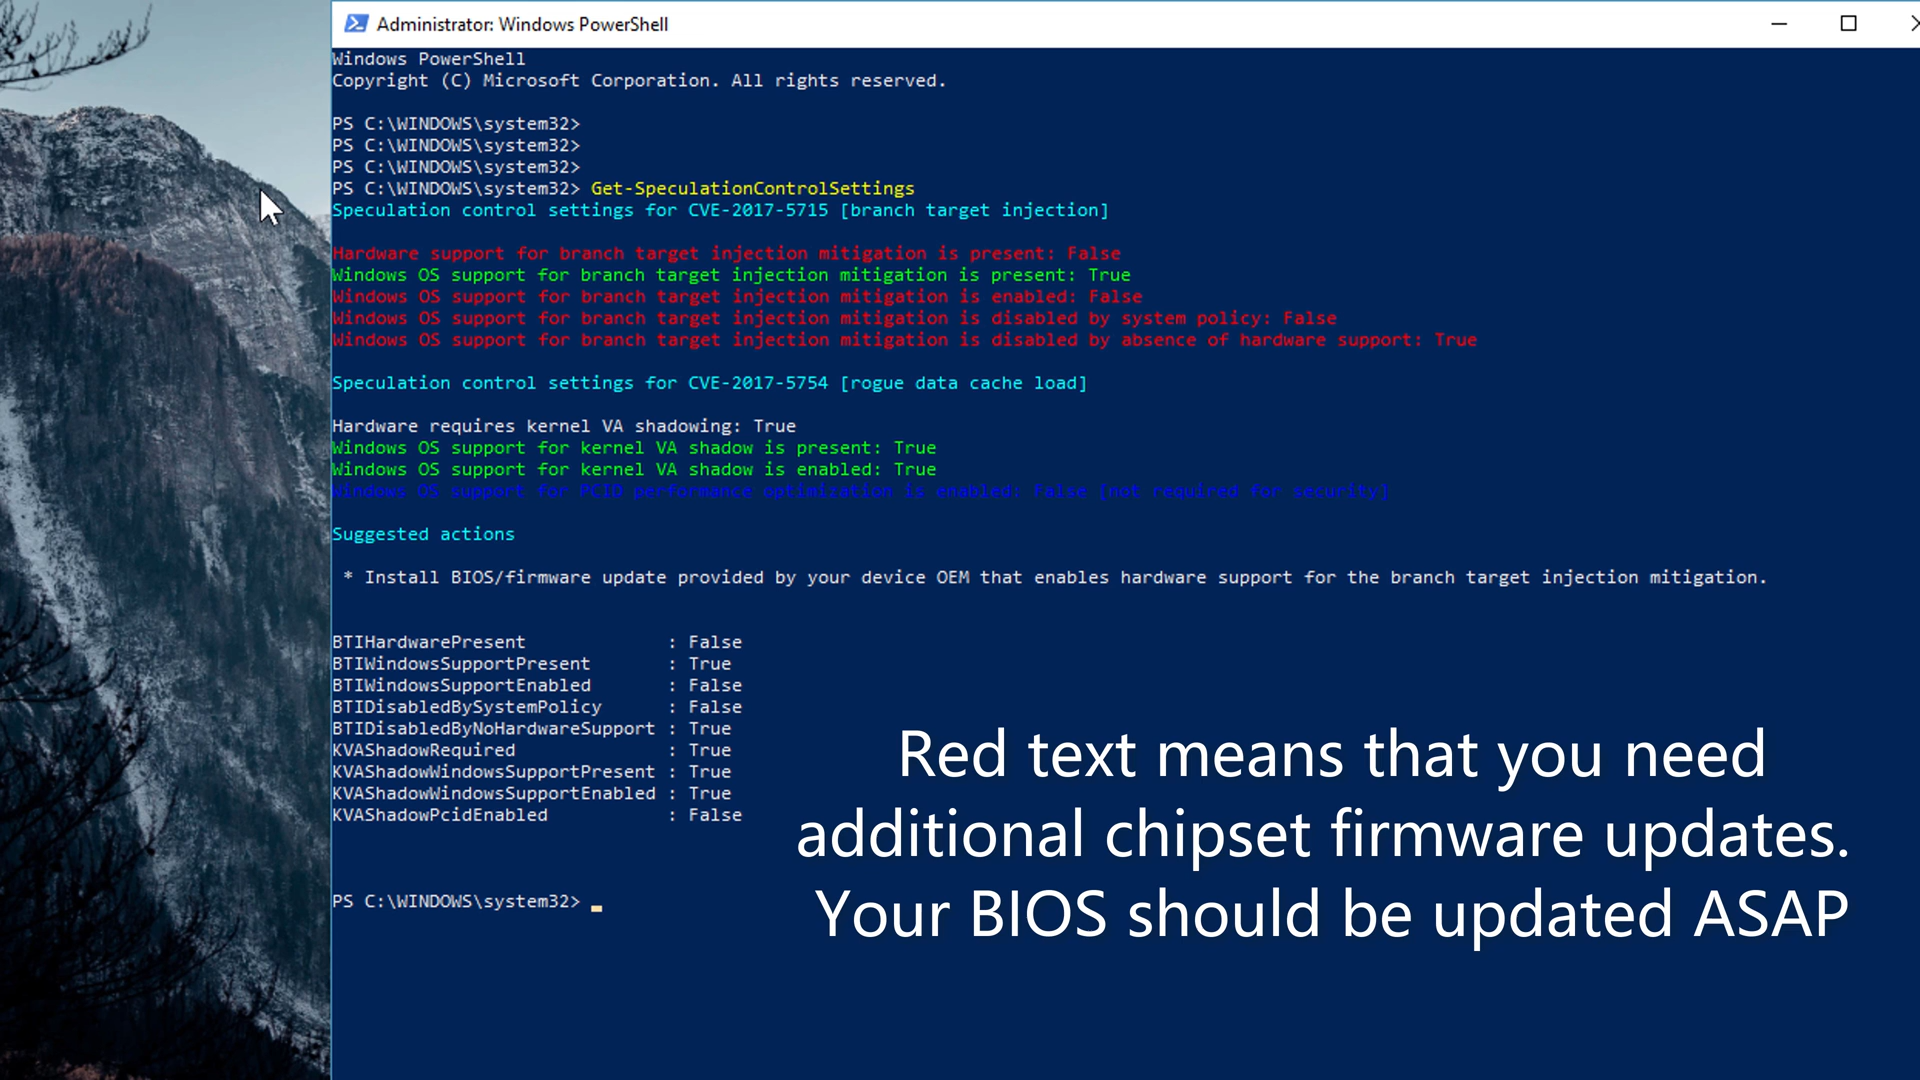 Administrator: Windows PowerShell
Windows PowerShell
Copyright (C) Microsoft Corporation. All rights reserved.
PS C:\WINDOWS\system32>
PS C:\WINDOWS\system32>
PS C:\WINDOWS\system32>
PS C:\WINDOWS\system32> Get-SpeculationControlSettings
Speculation control settings for CVE-2017-5715 [branch target injection]
Hardware support for branch target injection mitigation is present: False
Windows OS support for branch target injection mitigation is present: True
Windows OS support for branch target injection mitigation is enabled: False
Windows OS support for branch target injection mitigation is disabled by system policy: False
Windows OS support for branch target injection mitigation is disabled by absence of hardware support: True
Speculation control settings for CVE-2017-5754 [rogue data cache load]
Hardware requires kernel VA shadowing: True
Windows OS support for kernel VA shadow is present: True
Windows OS support for kernel VA shadow is enabled: True
Windows OS support for PCID performance optimization is enabled: False [not required for security]
Suggested actions
* Install BIOS/firmware update provided by your device OEM that enables hardware support for the branch target injection mitigation.
BTIHardwarePresent : False
BTIWindowsSupportPresent : True
BTIWindowsSupportEnabled : False
BTIDisabledBySystemPolicy : False
BTIDisabledByNoHardwareSupport : True
KVAShadowRequired : True
KVAShadowWindowsSupportPresent : True
KVAShadowWindowsSupportEnabled : True
KVAShadowPcidEnabled : False
PS C:\WINDOWS\system32>
Red text means that you need
additional chipset firmware updates.
Your BIOS should be updated ASAP